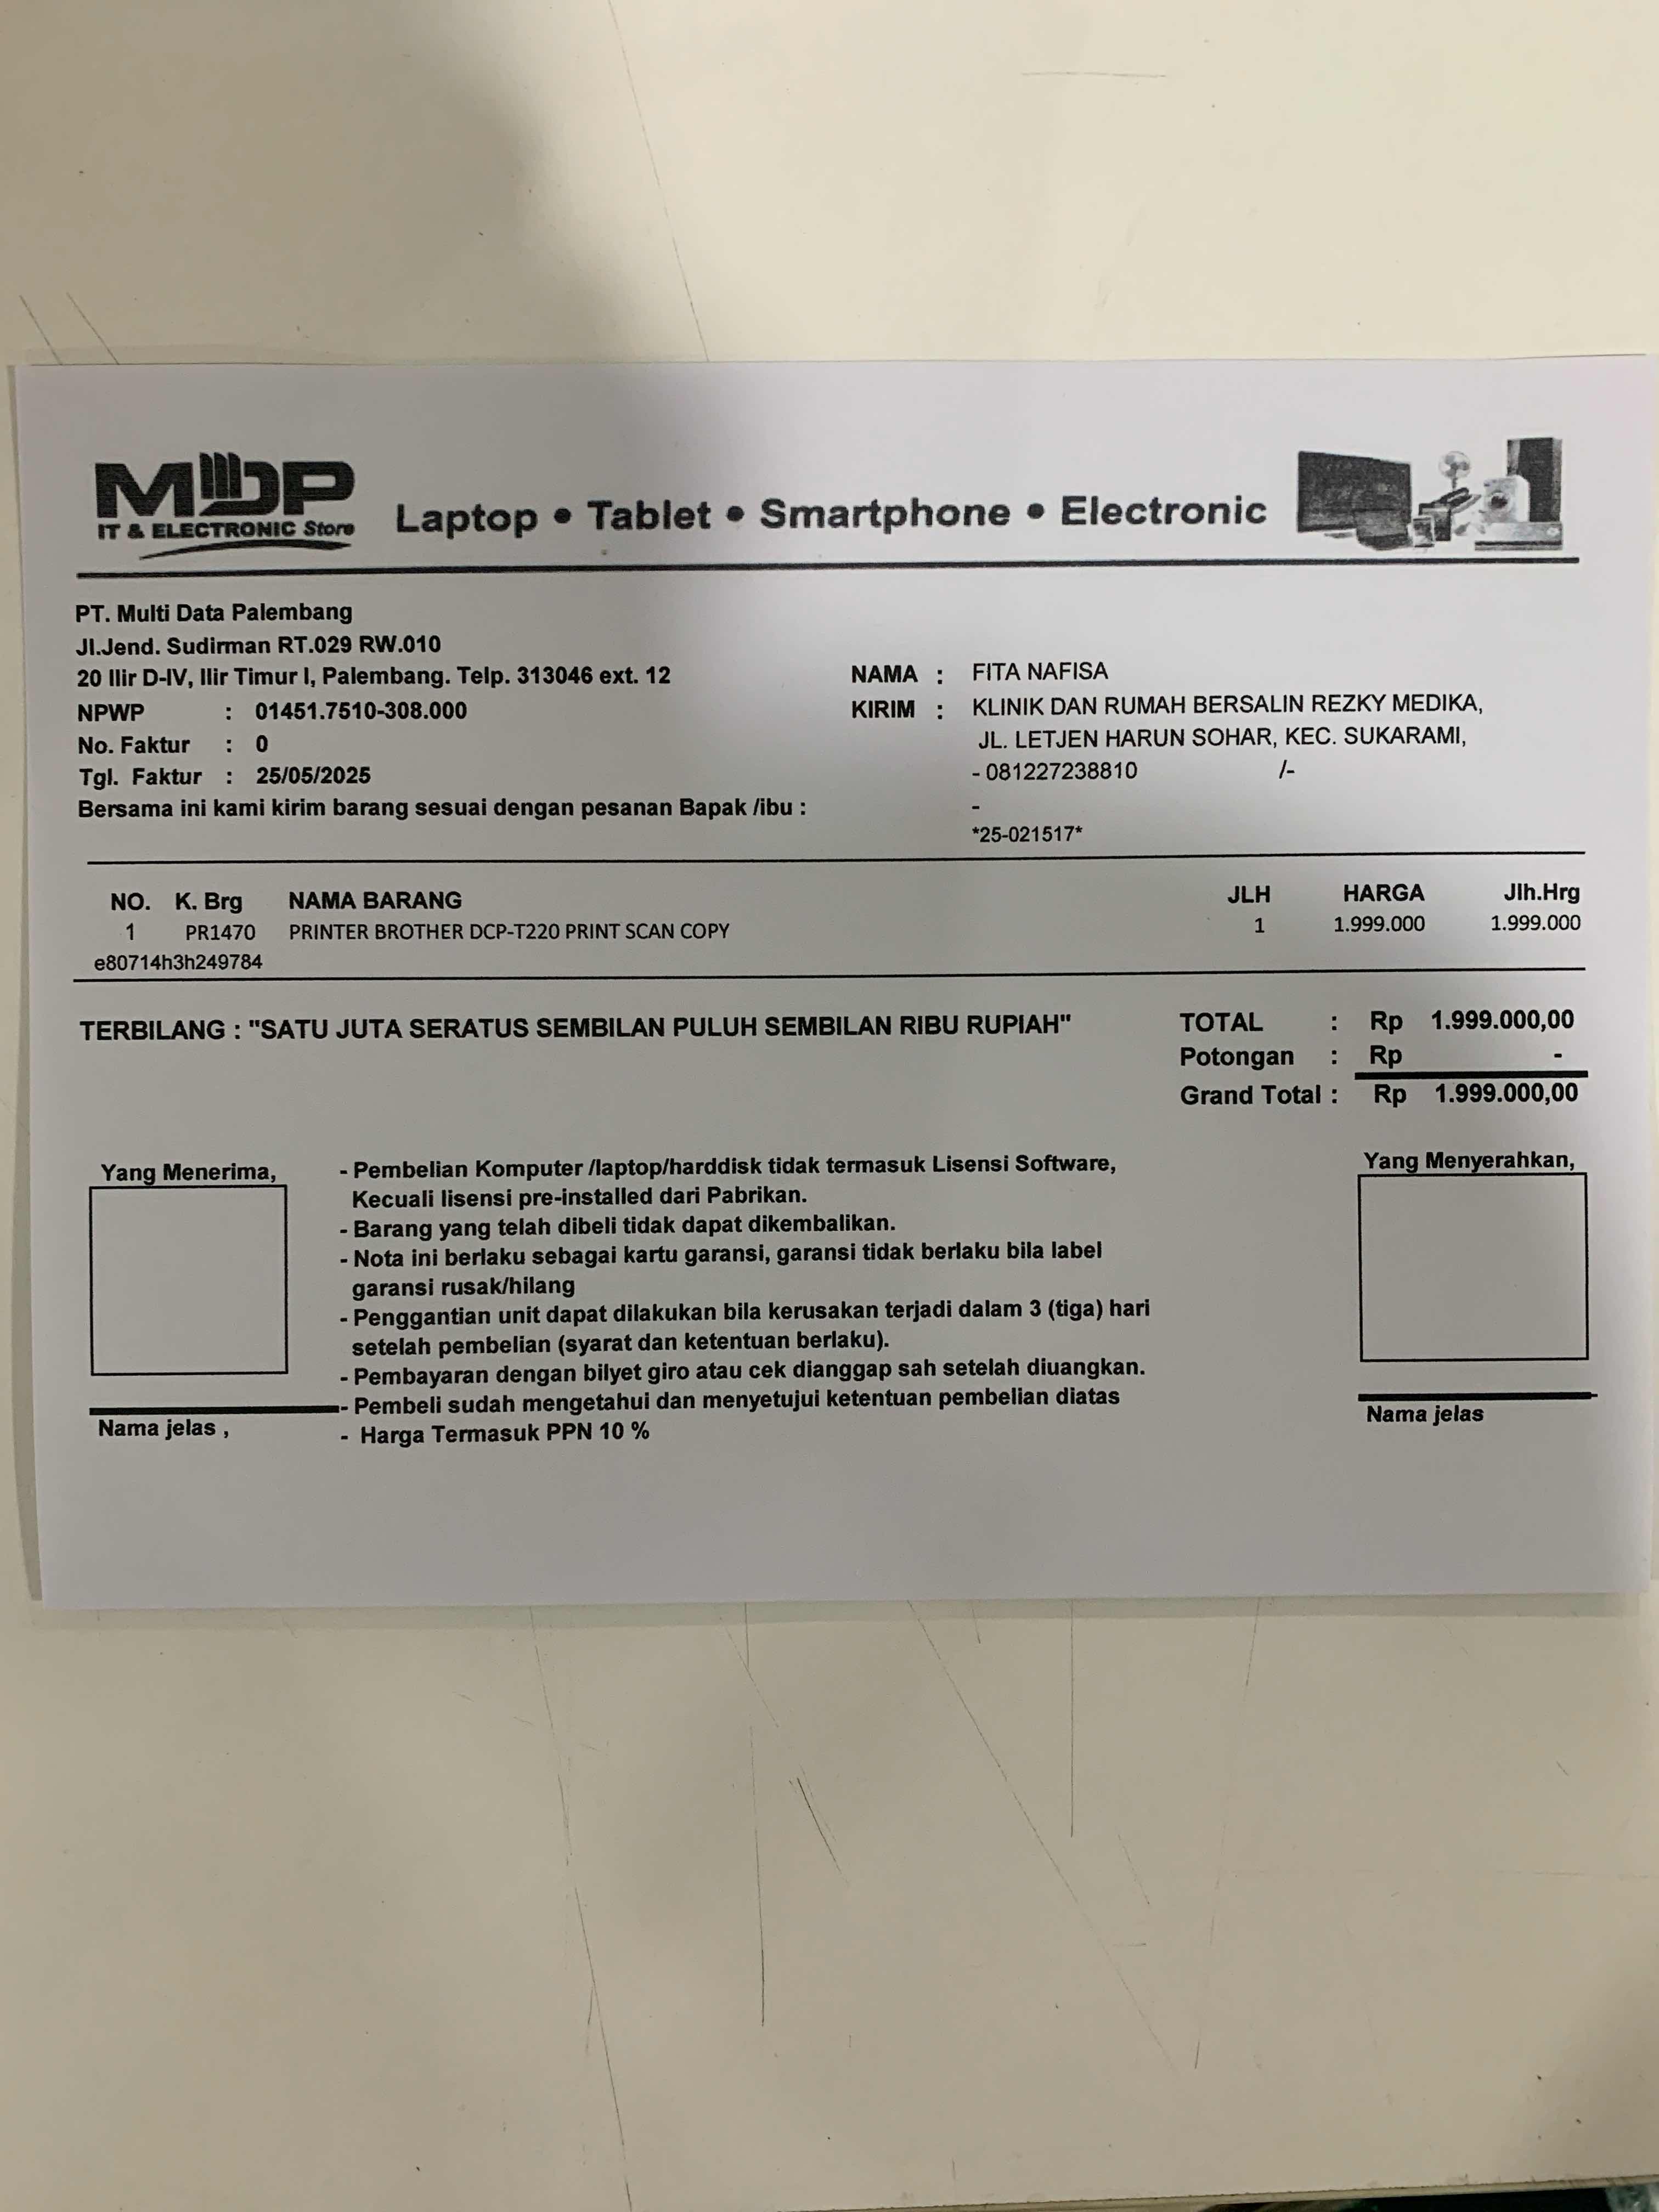 MDP
IT & ELECTRONIC Store
Laptop • Tablet • Smartphone • Electronic
PT. Multi Data Palembang
Jl.Jend. Sudirman RT.029 RW.010
20 Ilir D-IV, Ilir Timur I, Palembang. Telp. 313046 ext. 12
NPWP : 01451.7510-308.000
No. Faktur : 0
Tgl. Faktur : 25/05/2025
Bersama ini kami kirim barang sesuai dengan pesanan Bapak /ibu :
NAMA : FITA NAFISA
KIRIM : KLINIK DAN RUMAH BERSALIN REZKY MEDIKA,
JL. LETJEN HARUN SOHAR, KEC. SUKARAMI,
- 081227238810 /-
-
*25-021517*
NO. K. Brg NAMA BARANG JLH HARGA Jlh.Hrg
1 PR1470 PRINTER BROTHER DCP-T220 PRINT SCAN COPY 1 1.999.000 1.999.000
e80714h3h249784
TERBILANG : "SATU JUTA SERATUS SEMBILAN PULUH SEMBILAN RIBU RUPIAH"
TOTAL : Rp 1.999.000,00
Potongan : Rp -
Grand Total : Rp 1.999.000,00
Yang Menerima,
Nama jelas ,
- Pembelian Komputer /laptop/harddisk tidak termasuk Lisensi Software,
Kecuali lisensi pre-installed dari Pabrikan.
- Barang yang telah dibeli tidak dapat dikembalikan.
- Nota ini berlaku sebagai kartu garansi, garansi tidak berlaku bila label
garansi rusak/hilang
- Penggantian unit dapat dilakukan bila kerusakan terjadi dalam 3 (tiga) hari
setelah pembelian (syarat dan ketentuan berlaku).
- Pembayaran dengan bilyet giro atau cek dianggap sah setelah diuangkan.
- Pembeli sudah mengetahui dan menyetujui ketentuan pembelian diatas
- Harga Termasuk PPN 10 %
Yang Menyerahkan,
Nama jelas